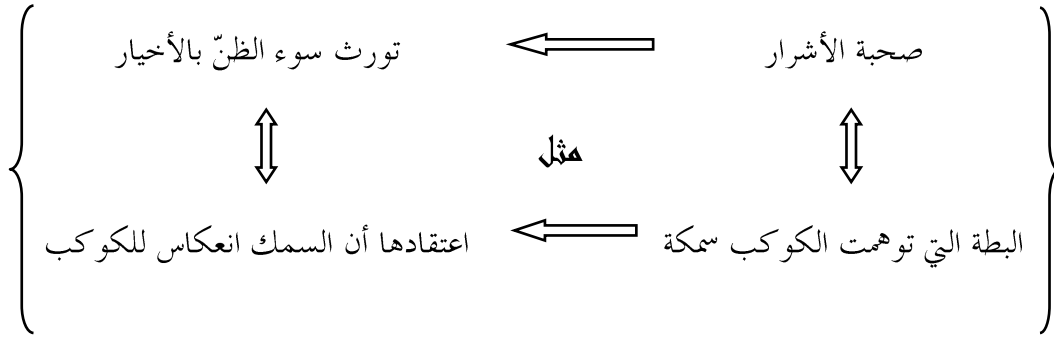 صحبة الأشرار تورث سوء الظنّ بالأخيار
مثل
البطة التي توهمت الكوكب سمكة اعتقادها أن السمك انعكاس للكوكب